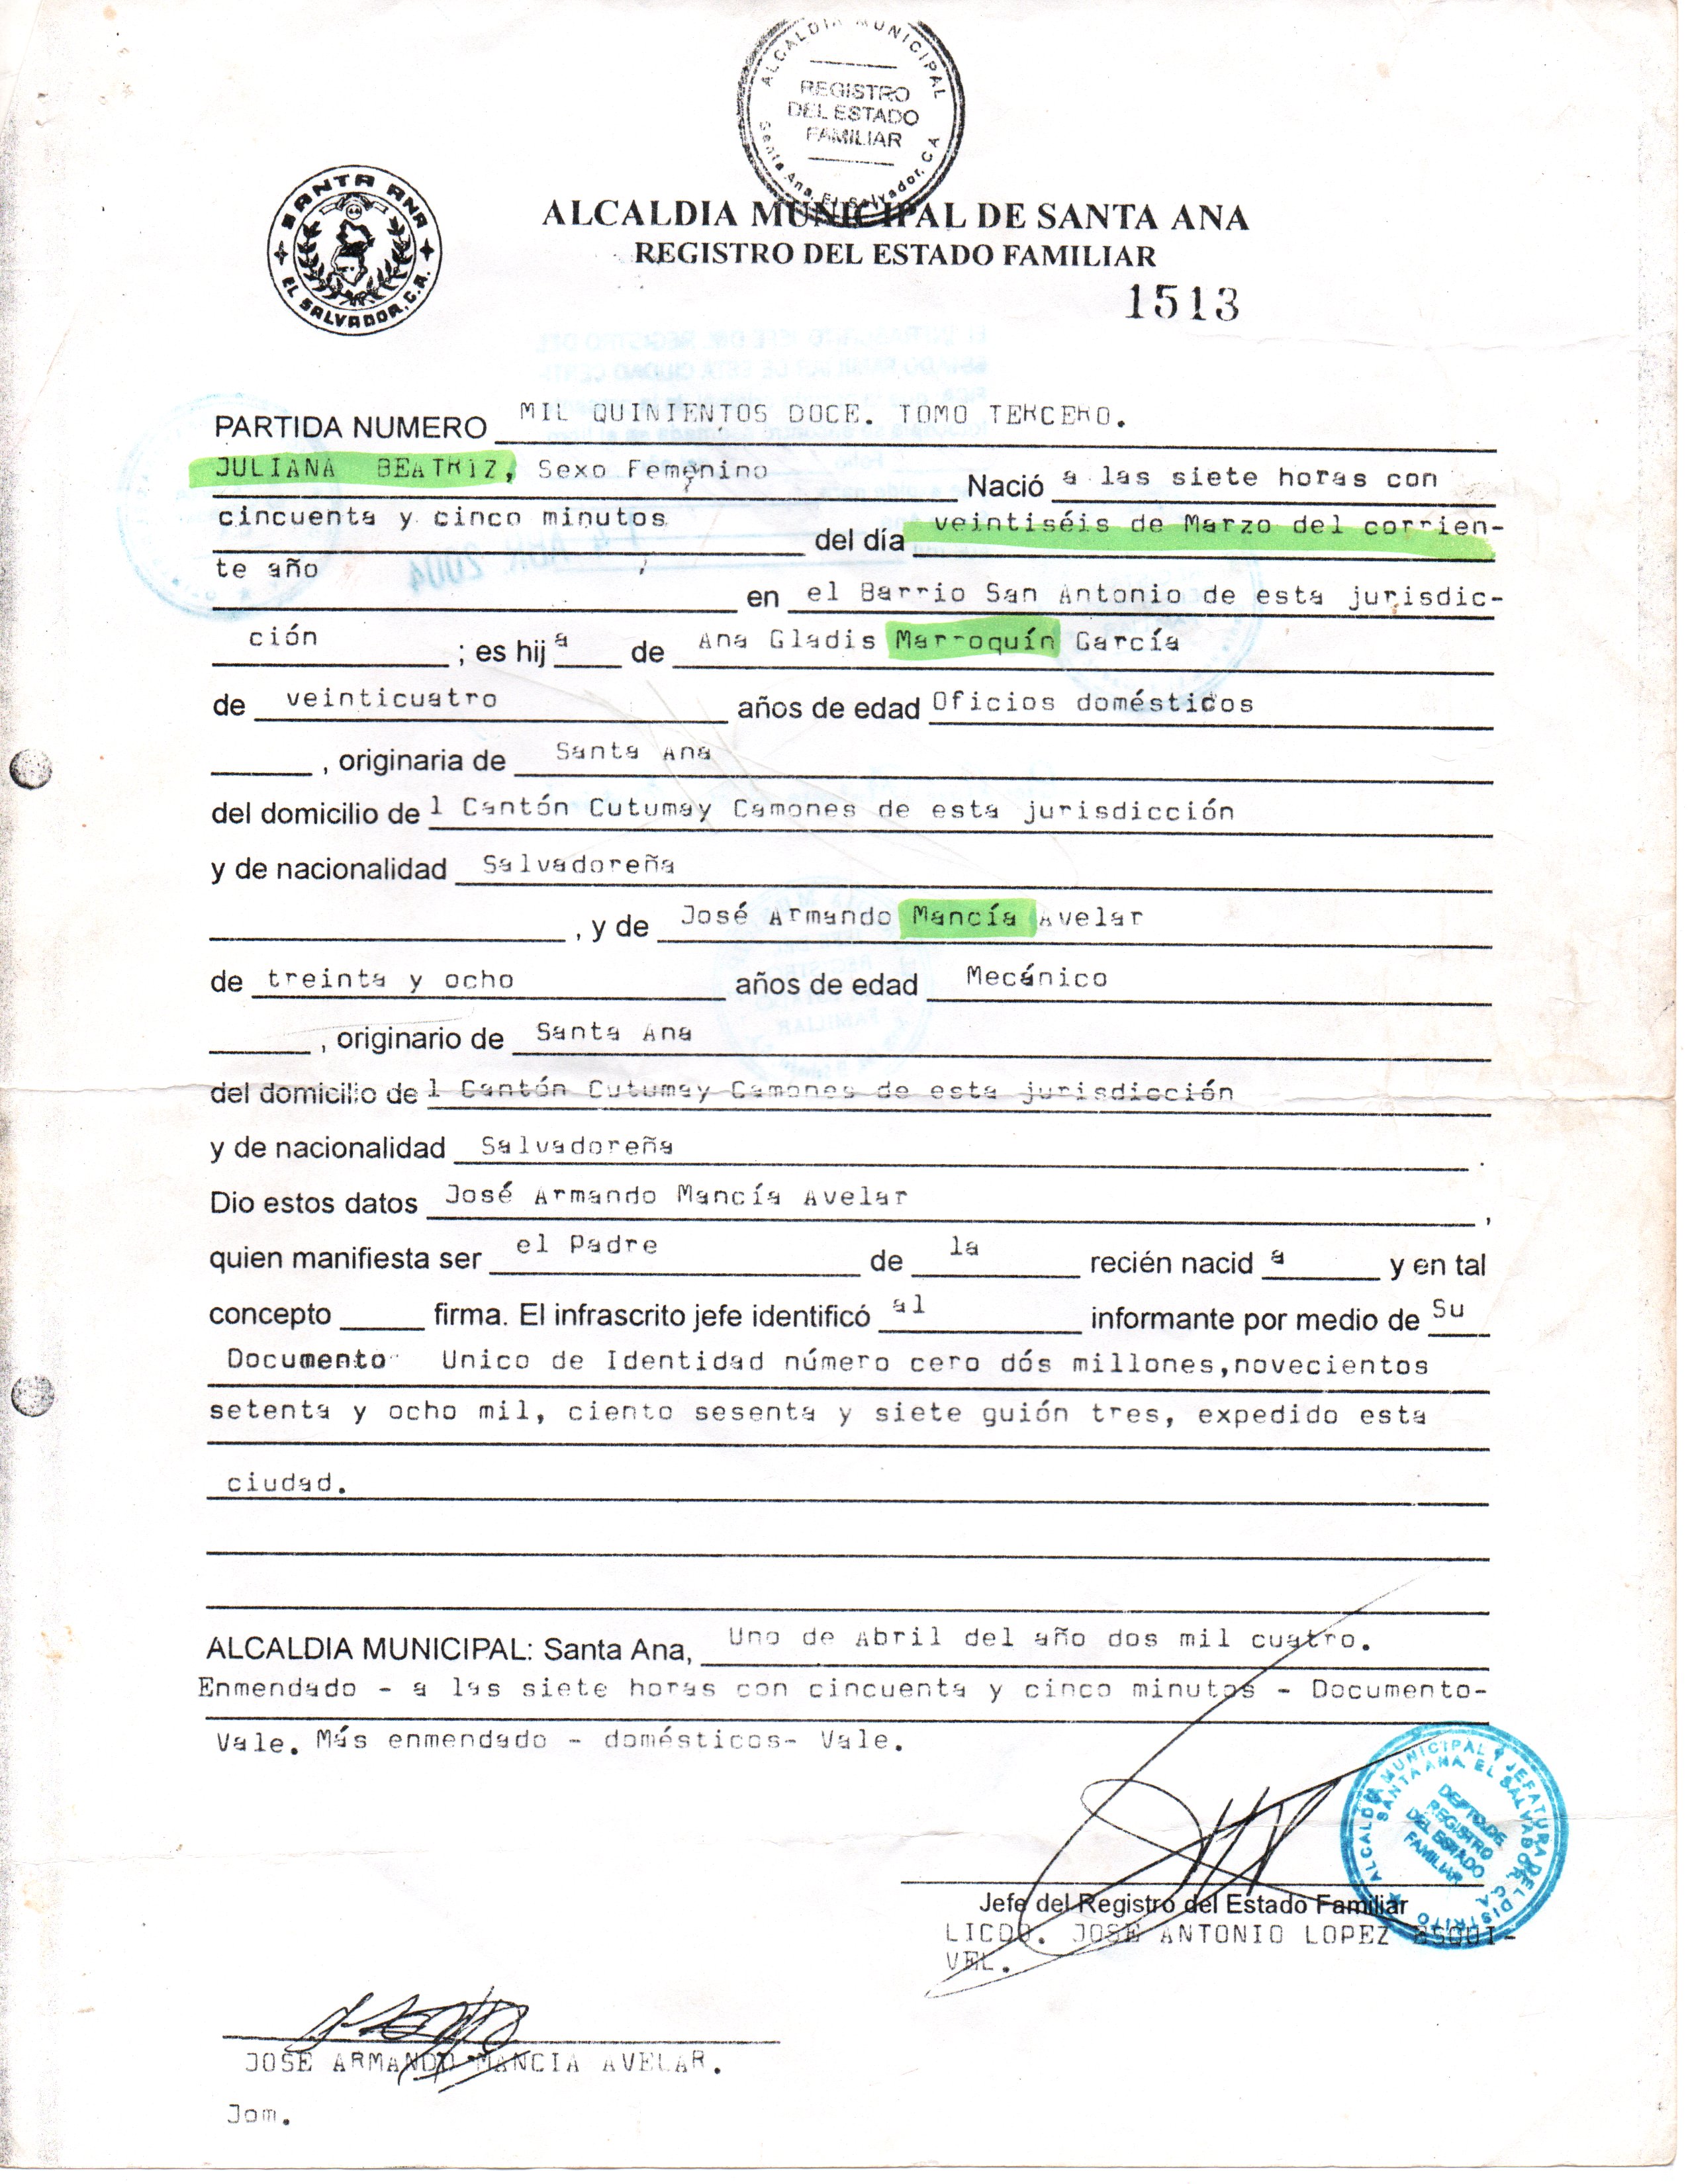 ALCALDIA MUNICIPAL
REGISTRO
DEL ESTADO
FAMILIAR
Santa Ana, El Salvador, C A
SANTA ANA
EL SALVADOR, C.A.
ALCALDIA MUNICIPAL DE SANTA ANA
REGISTRO DEL ESTADO FAMILIAR
1513
PARTIDA NUMERO MIL QUINIENTOS DOCE. TOMO TERCERO.
JULIANA BEATRIZ, Sexo Femenino Nació a las siete horas con
cincuenta y cinco minutos del día veintiséis de Marzo del corrien-
te año en el Barrio San Antonio de esta jurisdic-
ción ; es hij a de Ana Gladis Marroquín García
de veinticuatro años de edad Oficios domésticos
, originaria de Santa Ana
del domicilio de l Cantón Cutumay Camones de esta jurisdicción
y de nacionalidad Salvadoreña
, y de José Armando Mancía Avelar
de treinta y ocho años de edad Mecánico
, originario de Santa Ana
del domicilio de l Cantón Cutumay Camones de esta jurisdicción
y de nacionalidad Salvadoreña .
Dio estos datos José Armando Mancía Avelar ,
quien manifiesta ser el Padre de la recién nacid a y en tal
concepto firma. El infrascrito jefe identificó al informante por medio de Su
Documento Unico de Identidad número cero dós millones,novecientos
setenta y ocho mil, ciento sesenta y siete guión tres, expedido esta
ciudad.
ALCALDIA MUNICIPAL: Santa Ana, Uno de Abril del año dos mil cuatro.
Enmendado - a las siete horas con cincuenta y cinco minutos - Documento-
Vale. Más enmendado - domésticos- Vale.
ALCALDIA MUNICIPAL Y JEFATURA DEL DISTRITO
SANTA ANA. EL SALVADOR, C.A.
DEPTO. DE
REGISTRO
DEL ESTADO
FAMILIAR
Jefe del Registro del Estado Familiar
LICDO. JOSE ANTONIO LOPEZ ESQUI-
VEL.
JOSE ARMANDO MANCIA AVELAR.
Jom.